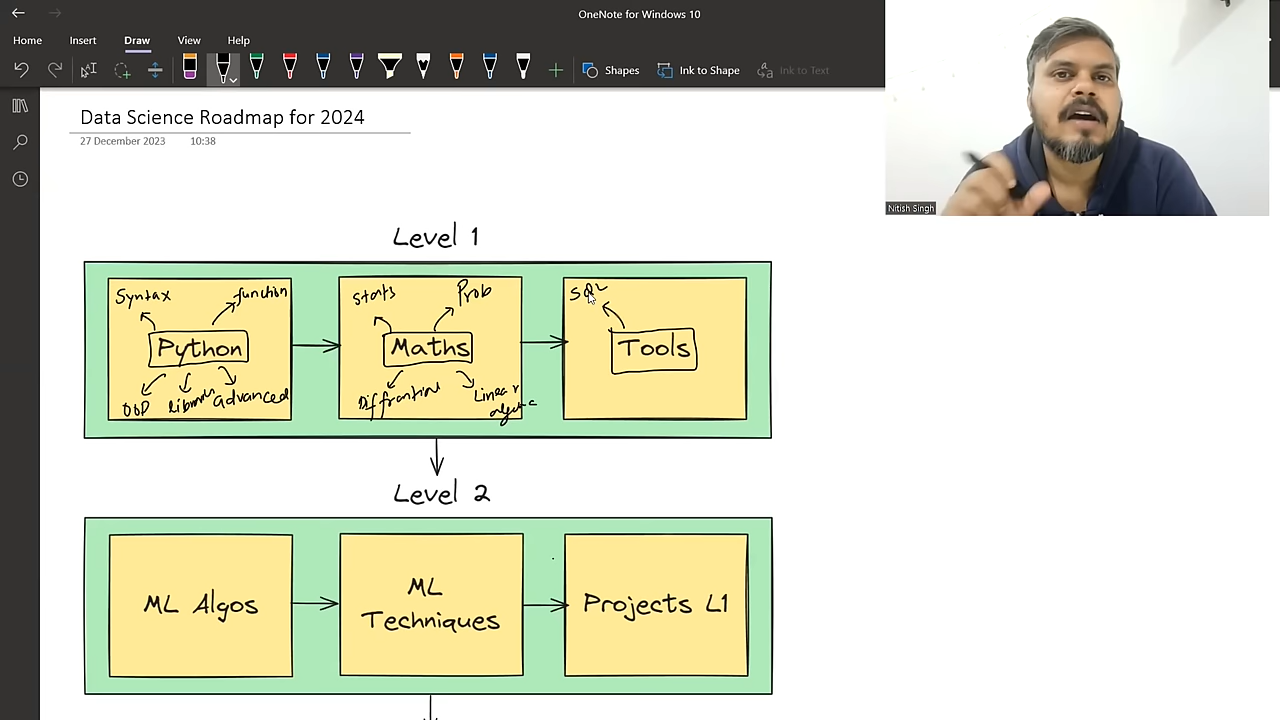 OneNote for Windows 10
Home Insert Draw View Help
Shapes Ink to Shape Ink to Text
Data Science Roadmap for 2024
27 December 2023 10:38
Nitish Singh
Level 1
Syntax function
Python
OOP advanced
stats Prob
Maths
Linear
SQL
Tools
Level 2
ML Algos
ML
Techniques
Projects L1